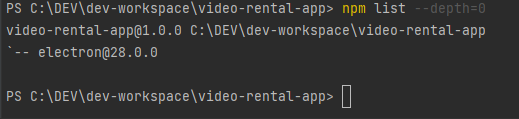 PS C:\DEV\dev-workspace\video-rental-app> npm list --depth=0
video-rental-app@1.0.0 C:\DEV\dev-workspace\video-rental-app
`-- electron@28.0.0
PS C:\DEV\dev-workspace\video-rental-app>